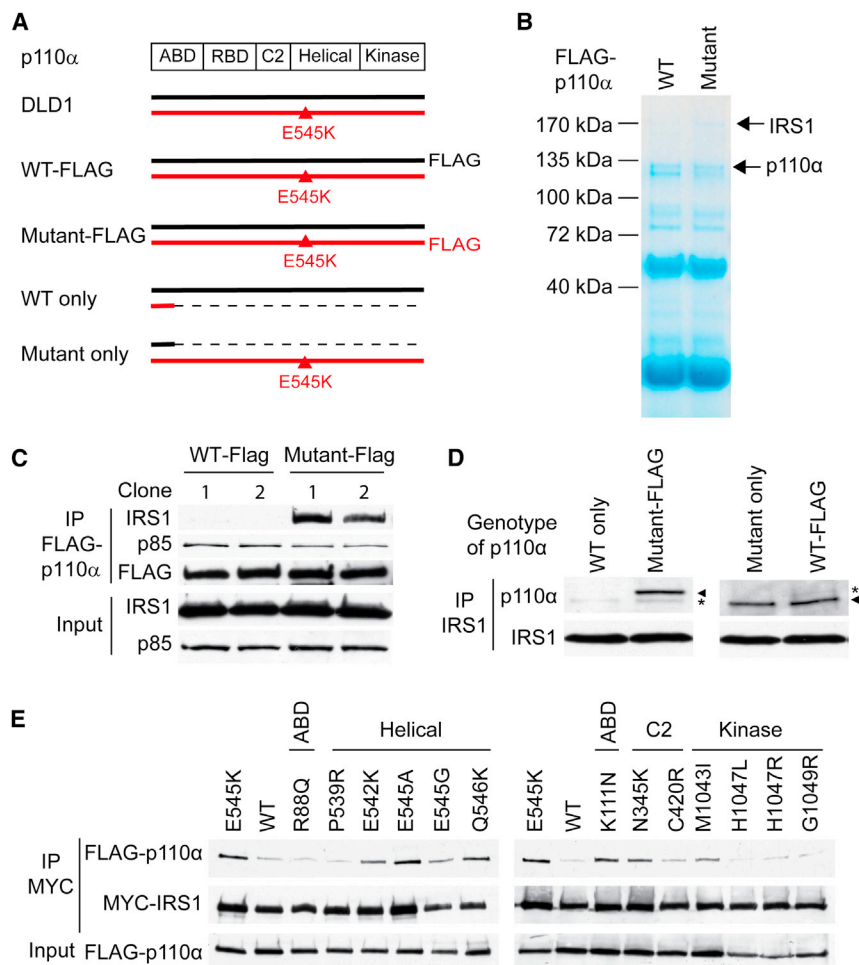 A
p110α
ABD RBD C2 Helical Kinase
DLD1
E545K
WT-FLAG
FLAG
E545K
Mutant-FLAG
FLAG
E545K
WT only
Mutant only
E545K
B
FLAG-
p110α
WT
Mutant
170 kDa
IRS1
135 kDa
p110α
100 kDa
72 kDa
40 kDa
C
WT-Flag Mutant-Flag
Clone 1 2 1 2
IP
FLAG-
p110α
IRS1
p85
FLAG
Input
IRS1
p85
D
Genotype
of p110α
WT only
Mutant-FLAG
Mutant only
WT-FLAG
IP
IRS1
p110α
*
*
IRS1
E
ABD
Helical
E545K
WT
R88Q
P539R
E542K
E545A
E545G
Q546K
ABD
C2
Kinase
E545K
WT
K111N
N345K
C420R
M1043I
H1047L
H1047R
G1049R
IP
MYC
FLAG-p110α
MYC-IRS1
Input FLAG-p110α